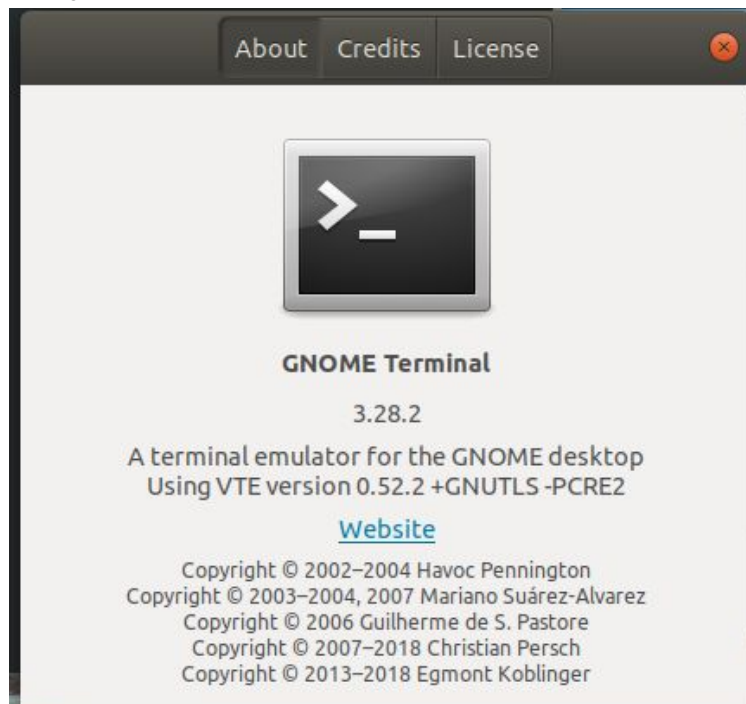 About Credits License
>_
GNOME Terminal
3.28.2
A terminal emulator for the GNOME desktop
Using VTE version 0.52.2 +GNUTLS -PCRE2
Website
Copyright © 2002–2004 Havoc Pennington
Copyright © 2003–2004, 2007 Mariano Suárez-Alvarez
Copyright © 2006 Guilherme de S. Pastore
Copyright © 2007–2018 Christian Persch
Copyright © 2013–2018 Egmont Koblinger